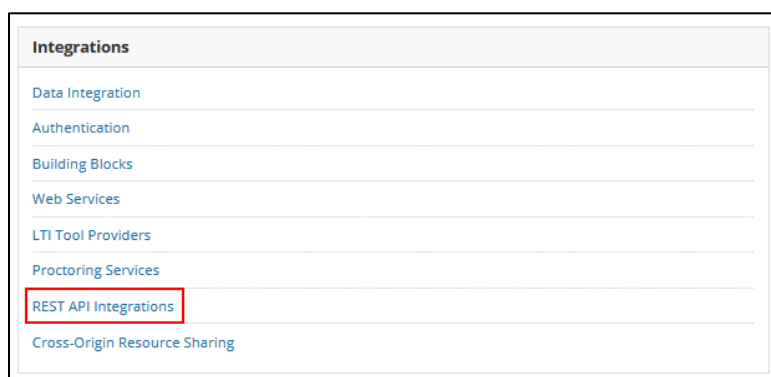 Integrations
Data Integration
Authentication
Building Blocks
Web Services
LTI Tool Providers
Proctoring Services
REST API Integrations
Cross-Origin Resource Sharing